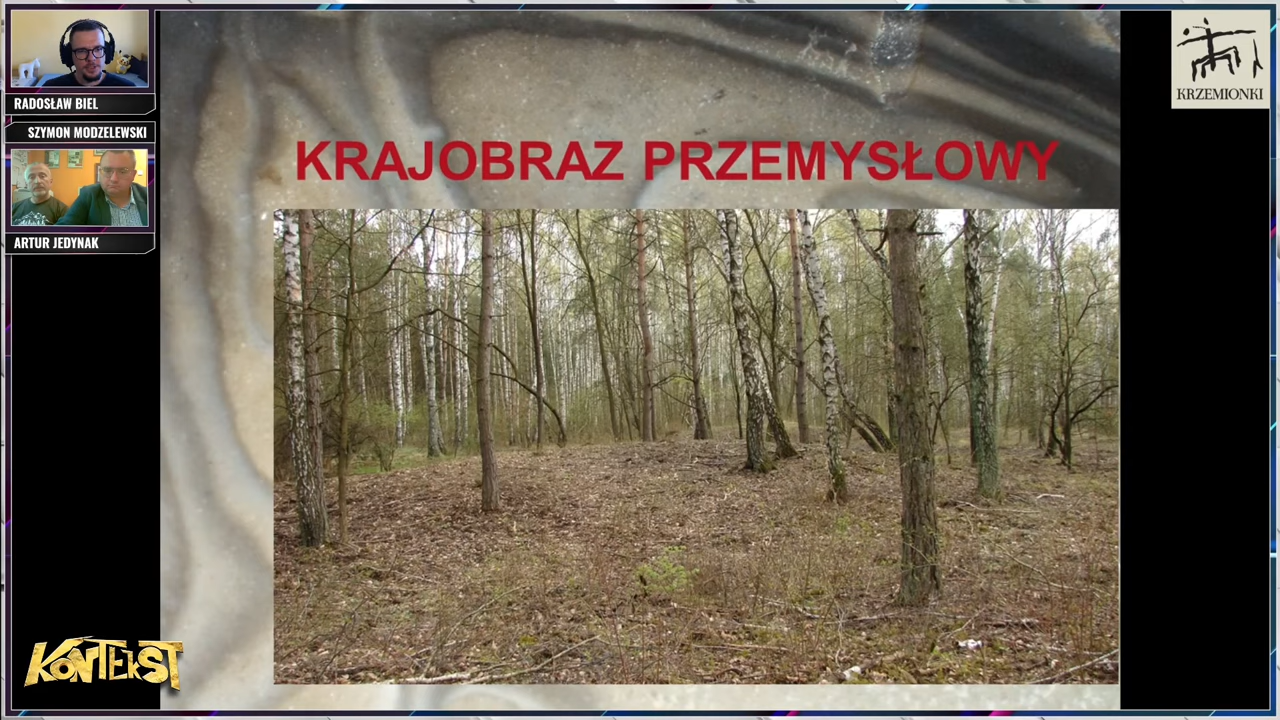 RADOSŁAW BIEL
SZYMON MODZELEWSKI
ARTUR JEDYNAK
KRZEMIONKI
KRAJOBRAZ PRZEMYSŁOWY
KONTEKST